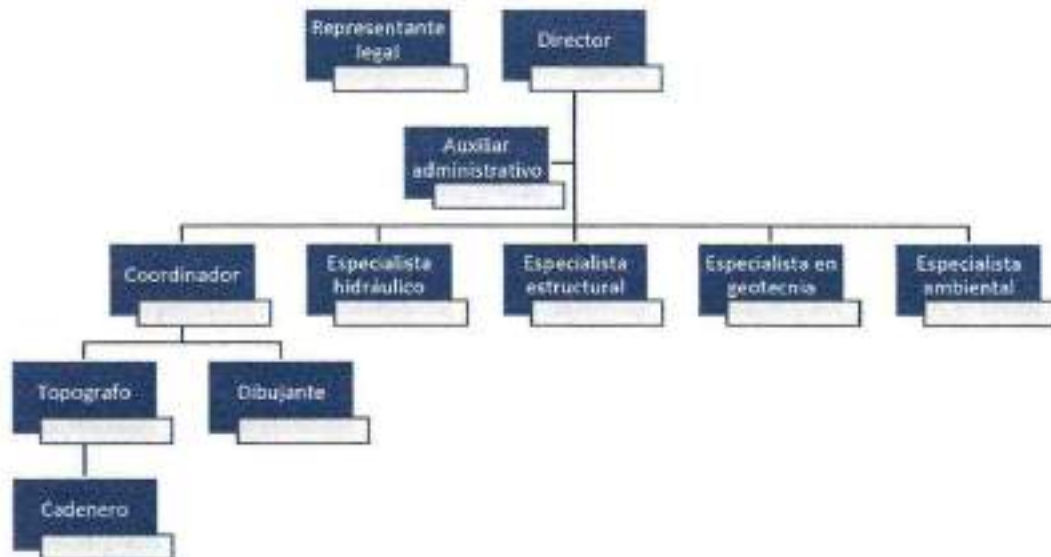 Representante
legal
Director
Auxiliar
administrativo
Coordinador
Especialista
hidráulico
Especialista
estructural
Especialista en
geotecnia
Especialista
ambiental
Topografo
Dibujante
Cadenero